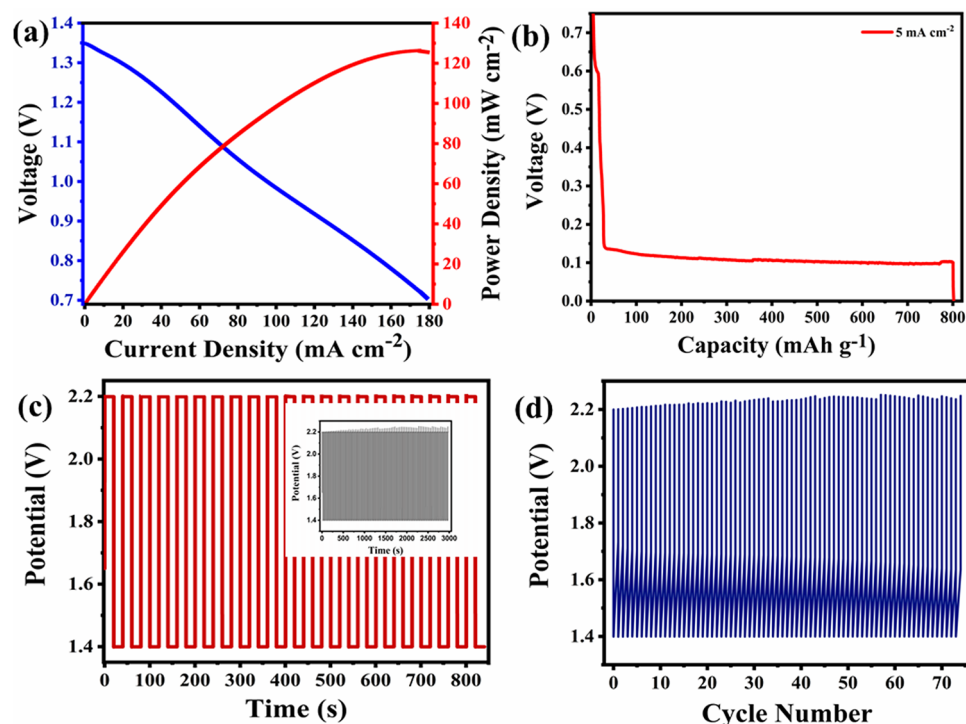 (a)
Voltage (V)
1.4
1.3
1.2
1.1
1.0
0.9
0.8
0.7
0 20 40 60 80 100 120 140 160 180
Current Density (mA cm-2)
140
120
100
80
60
40
20
0
Power Density (mW cm-2)
(b)
5 mA cm-2
Voltage (V)
0.7
0.6
0.5
0.4
0.3
0.2
0.1
0.0
0 100 200 300 400 500 600 700 800
Capacity (mAh g-1)
(c)
Potential (V)
2.2
2.0
1.8
1.6
1.4
0 100 200 300 400 500 600 700 800
Time (s)
Potential (V)
2.4
2.2
2.0
1.8
1.6
1.4
0 500 1000 1500 2000 2500 3000
Time (s)
(d)
Potential (V)
2.2
2.0
1.8
1.6
1.4
0 10 20 30 40 50 60 70
Cycle Number